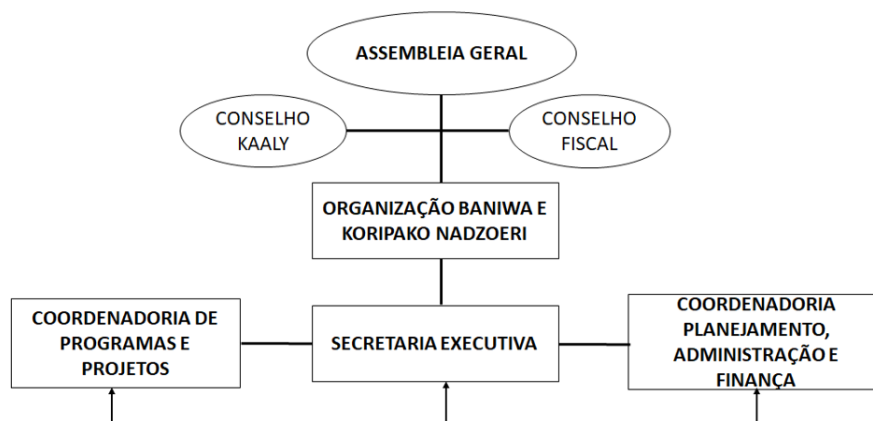 ASSEMBLEIA GERAL
CONSELHO
KAALY
CONSELHO
FISCAL
ORGANIZAÇÃO BANIWA E
KORIPAKO NADZOERI
COORDENADORIA DE
PROGRAMAS E
PROJETOS
SECRETARIA EXECUTIVA
COORDENADORIA
PLANEJAMENTO,
ADMINISTRAÇÃO E
FINANÇA